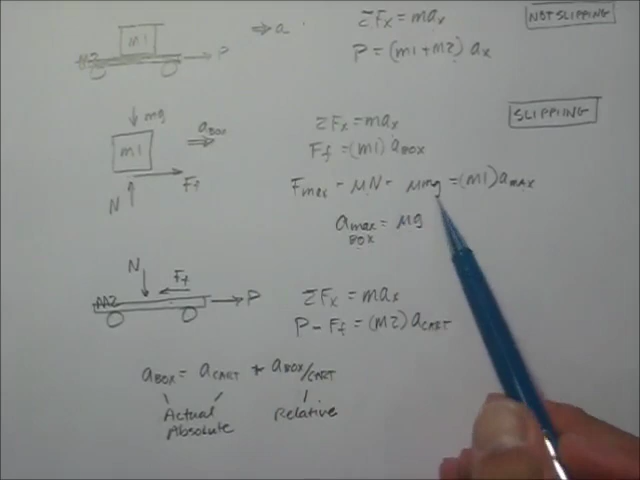 m1
M2
P
⇒a
ΣFx = max
NOT SLIPPING
P = (m1+m2) ax
mg
m1
aBOX
Ff
N
ΣFx = max
SLIPPIING
Ff = (m1) aBOX
Fmax = μN = μmg = (m1) amax
amax = μg
BOX
N
Ff
M2
P
ΣFx = max
P - Ff = (m2) aCART
aBOX = aCART + aBOX/CART
Actual
Absolute
Relative